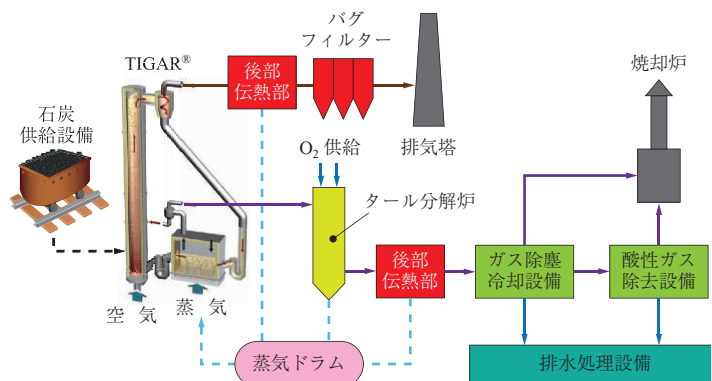 バグ
フィルター
TIGAR®
後部
伝熱部
焼却炉
石炭
供給設備
O₂ 供給
排気塔
タール分解炉
後部
伝熱部
ガス除塵
冷却設備
酸性ガス
除去設備
空 気
蒸 気
蒸気ドラム
排水処理設備